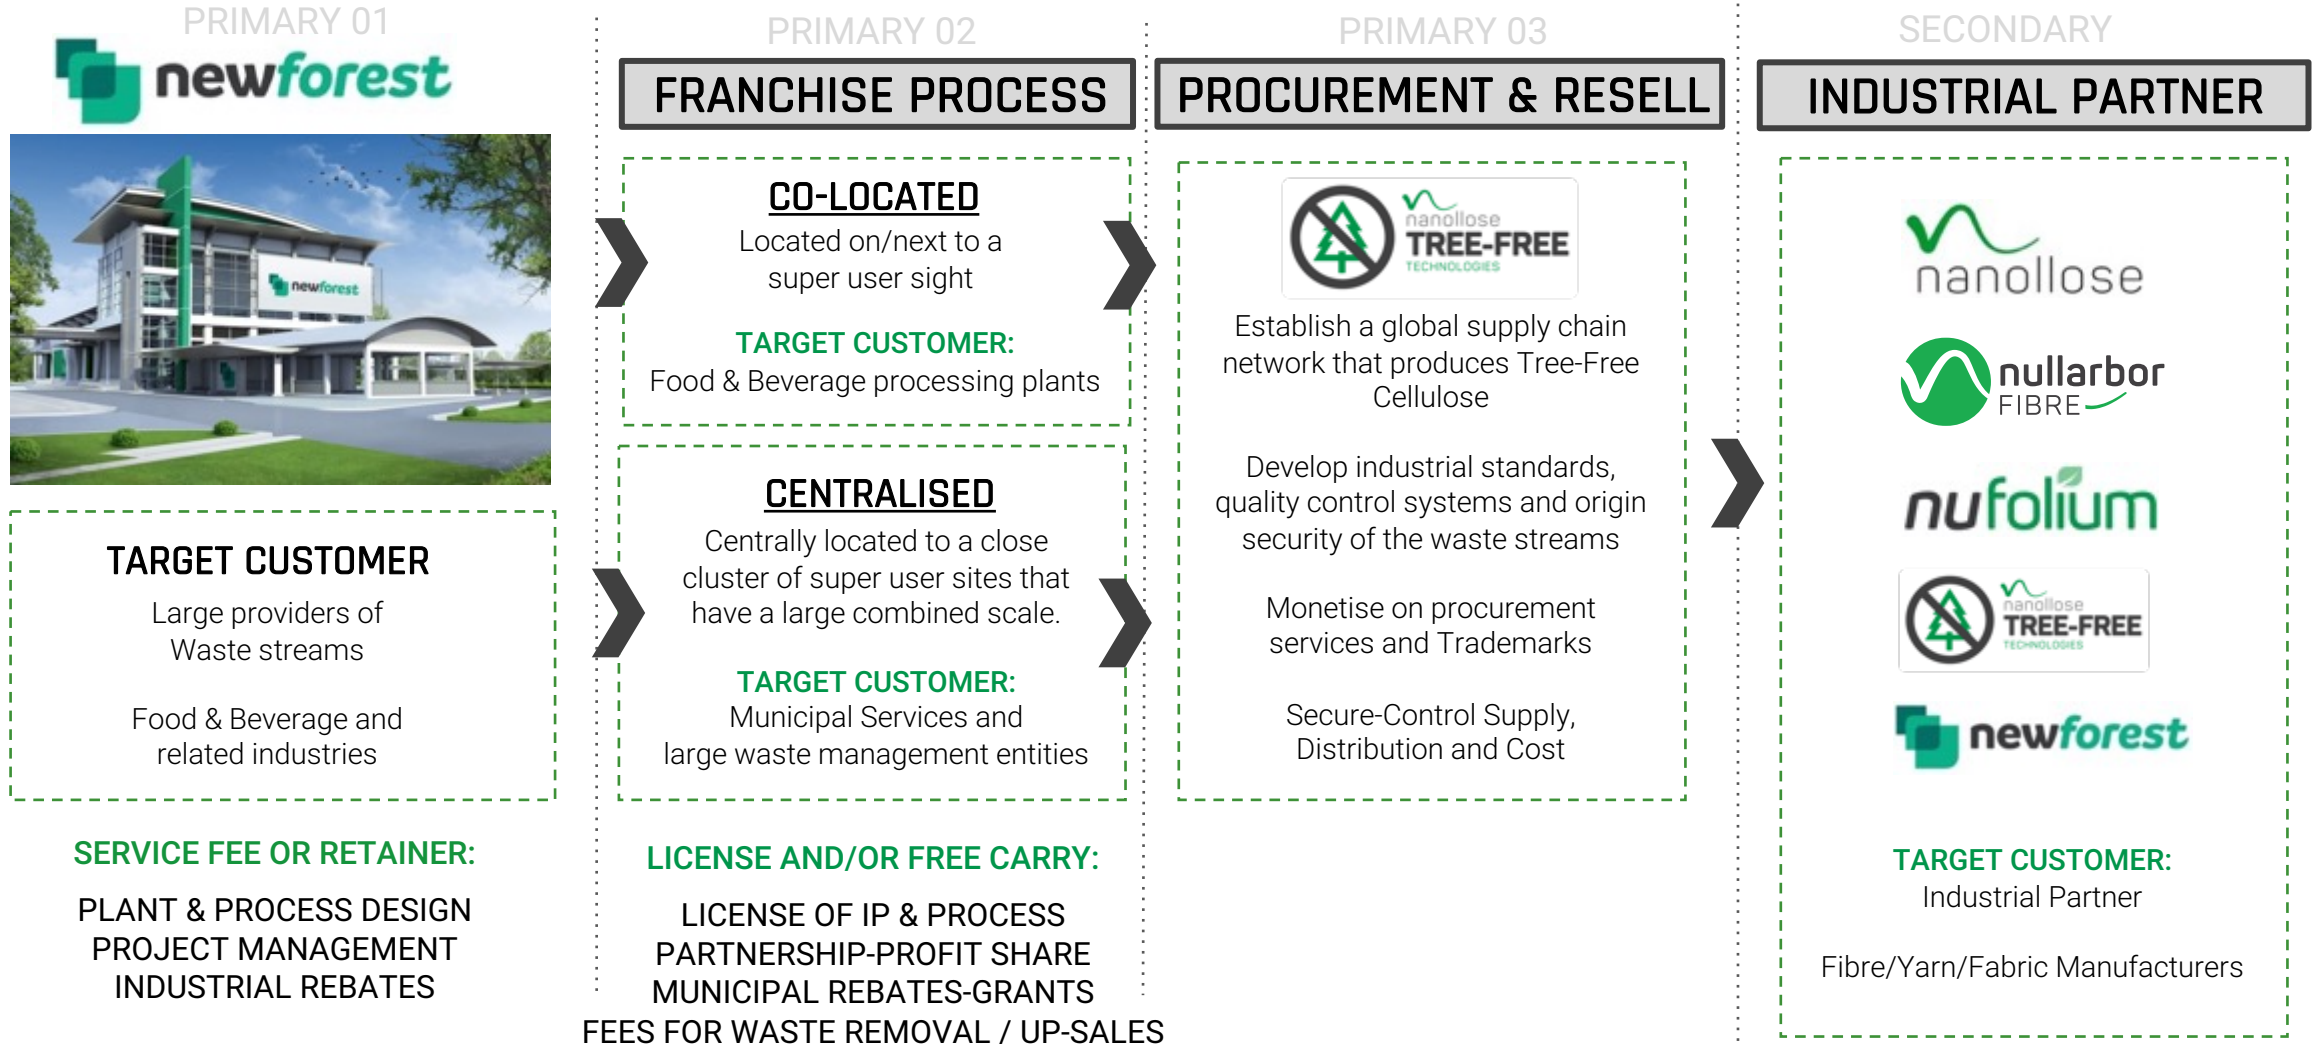 PRIMARY 01
newforest
newforest
TARGET CUSTOMER
Large providers of
Waste streams
Food & Beverage and
related industries
SERVICE FEE OR RETAINER:
PLANT & PROCESS DESIGN
PROJECT MANAGEMENT
INDUSTRIAL REBATES
PRIMARY 02
FRANCHISE PROCESS
CO-LOCATED
Located on/next to a
super user sight
TARGET CUSTOMER:
Food & Beverage processing plants
CENTRALISED
Centrally located to a close
cluster of super user sites that
have a large combined scale.
TARGET CUSTOMER:
Municipal Services and
large waste management entities
LICENSE AND/OR FREE CARRY:
LICENSE OF IP & PROCESS
PARTNERSHIP-PROFIT SHARE
MUNICIPAL REBATES-GRANTS
FEES FOR WASTE REMOVAL / UP-SALES
PRIMARY 03
PROCUREMENT & RESELL
nanollose
TREE-FREE
TECHNOLOGIES
Establish a global supply chain
network that produces Tree-Free
Cellulose
Develop industrial standards,
quality control systems and origin
security of the waste streams
Monetise on procurement
services and Trademarks
Secure-Control Supply,
Distribution and Cost
SECONDARY
INDUSTRIAL PARTNER
nanollose
nullarbor
FIBRE
nufolium
nanollose
TREE-FREE
TECHNOLOGIES
newforest
TARGET CUSTOMER:
Industrial Partner
Fibre/Yarn/Fabric Manufacturers